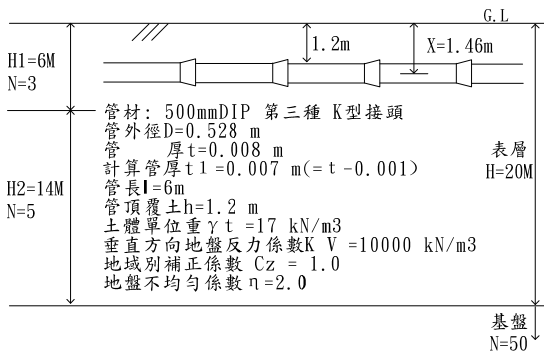 G.L
H1=6M
N=3
1.2m
X=1.46m
管材: 500mmDIP 第三種 K型接頭
管外徑D=0.528 m
管　　厚t=0.008 m
計算管厚t1=0.007 m(=t-0.001)
管長l=6m
管頂覆土h=1.2 m
土體單位重γt =17 kN/m3
垂直方向地盤反力係數K V =10000 kN/m3
地域別補正係數 Cz = 1.0
地盤不均勻係數η=2.0
H2=14M
N=5
表層
H=20M
基盤
N=50